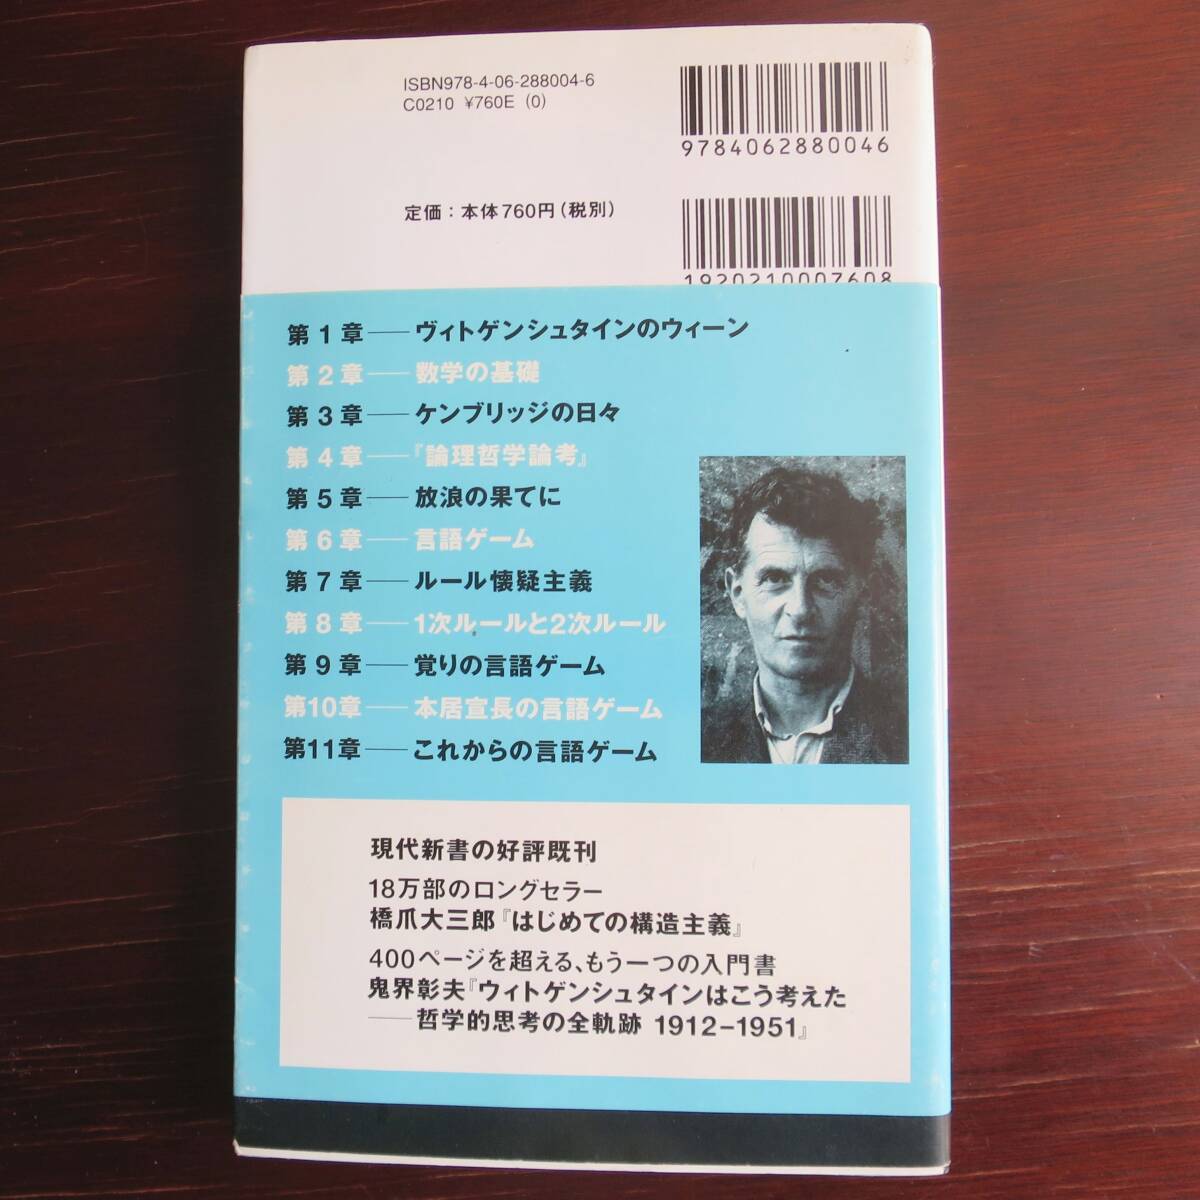 ISBN978-4-06-288004-6
C0210 ¥760E (0)
9784062880046
定価：本体760円（税別）
1920210007608
第1章――ヴィトゲンシュタインのウィーン
第2章――数学の基礎
第3章――ケンブリッジの日々
第4章――『論理哲学論考』
第5章――放浪の果てに
第6章――言語ゲーム
第7章――ルール懐疑主義
第8章――1次ルールと2次ルール
第9章――覚りの言語ゲーム
第10章――本居宣長の言語ゲーム
第11章――これからの言語ゲーム
現代新書の好評既刊
18万部のロングセラー
橋爪大三郎『はじめての構造主義』
400ページを超える、もう一つの入門書
鬼界彰夫『ウィトゲンシュタインはこう考えた
――哲学的思考の全軌跡 1912-1951』